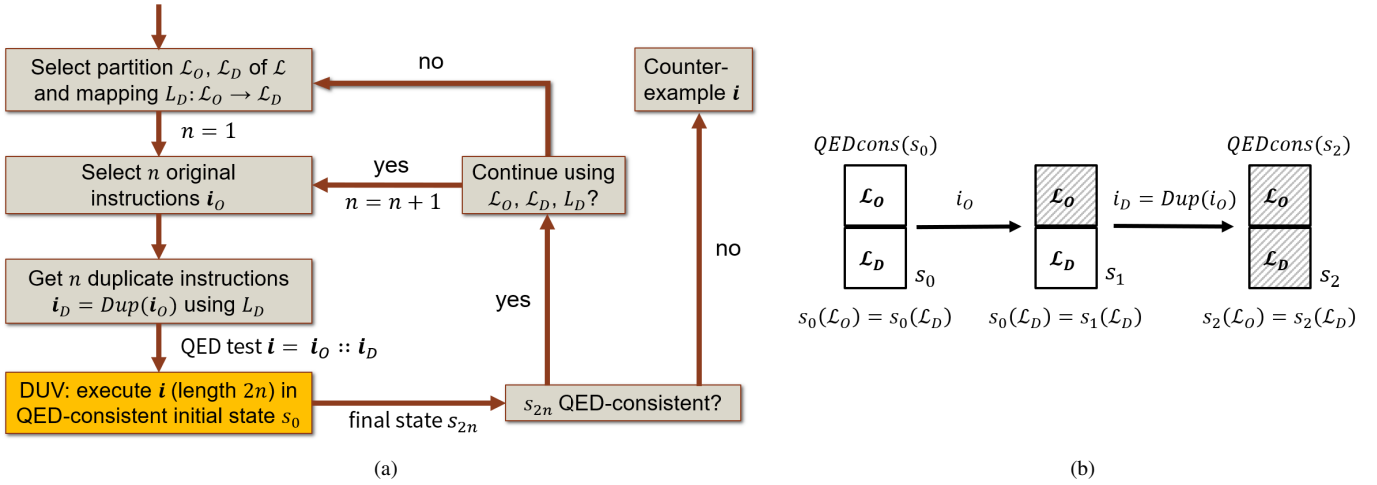 Select partition ℒ_O, ℒ_D of ℒ
and mapping L_D: ℒ_O → ℒ_D
n = 1
Select n original
instructions i_O
Get n duplicate instructions
i_D = Dup(i_O) using L_D
QED test i = i_O :: i_D
DUV: execute i (length 2n) in
QED-consistent initial state s_0
final state s_{2n}
s_{2n} QED-consistent?
yes
no
Continue using
ℒ_O, ℒ_D, L_D?
yes
n = n + 1
no
Counter-
example i
(a)
QEDcons(s_0)
ℒ_O
ℒ_D
s_0
s_0(ℒ_O) = s_0(ℒ_D)
i_O
ℒ_O
ℒ_D
s_1
s_0(ℒ_D) = s_1(ℒ_D)
i_D = Dup(i_O)
QEDcons(s_2)
ℒ_O
ℒ_D
s_2
s_2(ℒ_O) = s_2(ℒ_D)
(b)